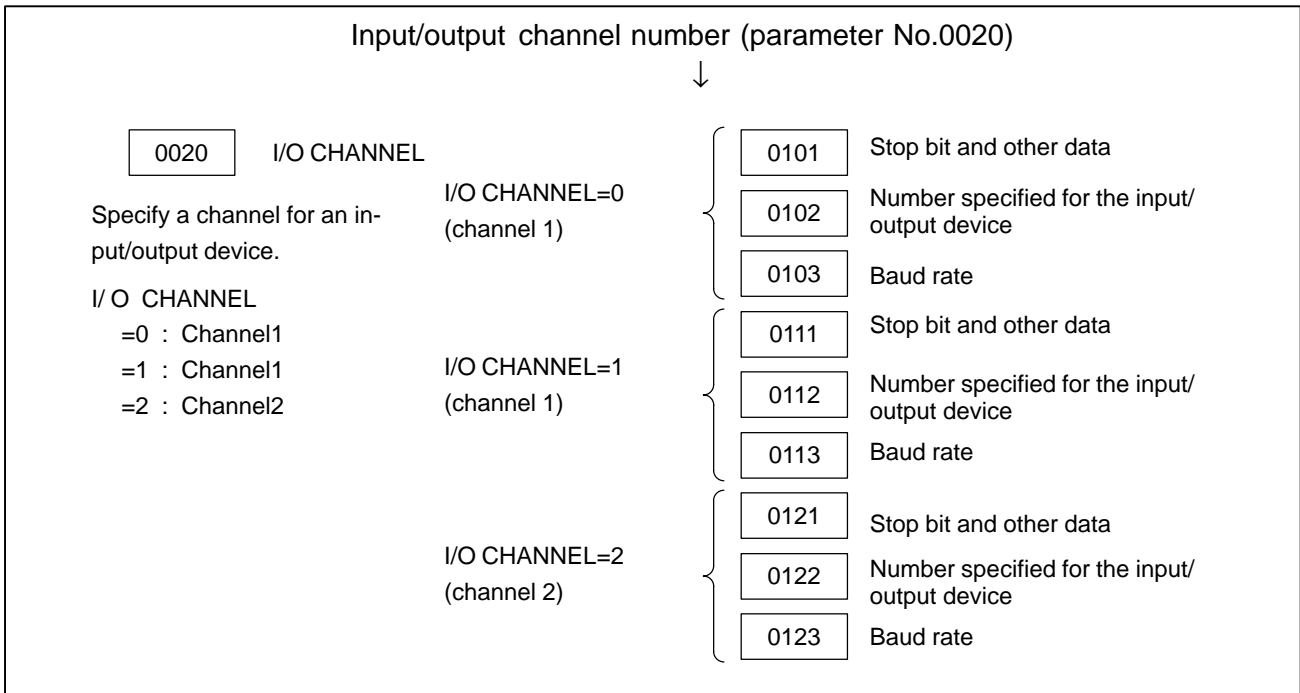 Input/output channel number (parameter No.0020)
↓
0020 I/O CHANNEL
Specify a channel for an in-
put/output device.
I/ O CHANNEL
=0 : Channel1
=1 : Channel1
=2 : Channel2
I/O CHANNEL=0
(channel 1)
0101 Stop bit and other data
0102 Number specified for the input/
output device
0103 Baud rate
I/O CHANNEL=1
(channel 1)
0111 Stop bit and other data
0112 Number specified for the input/
output device
0113 Baud rate
I/O CHANNEL=2
(channel 2)
0121 Stop bit and other data
0122 Number specified for the input/
output device
0123 Baud rate